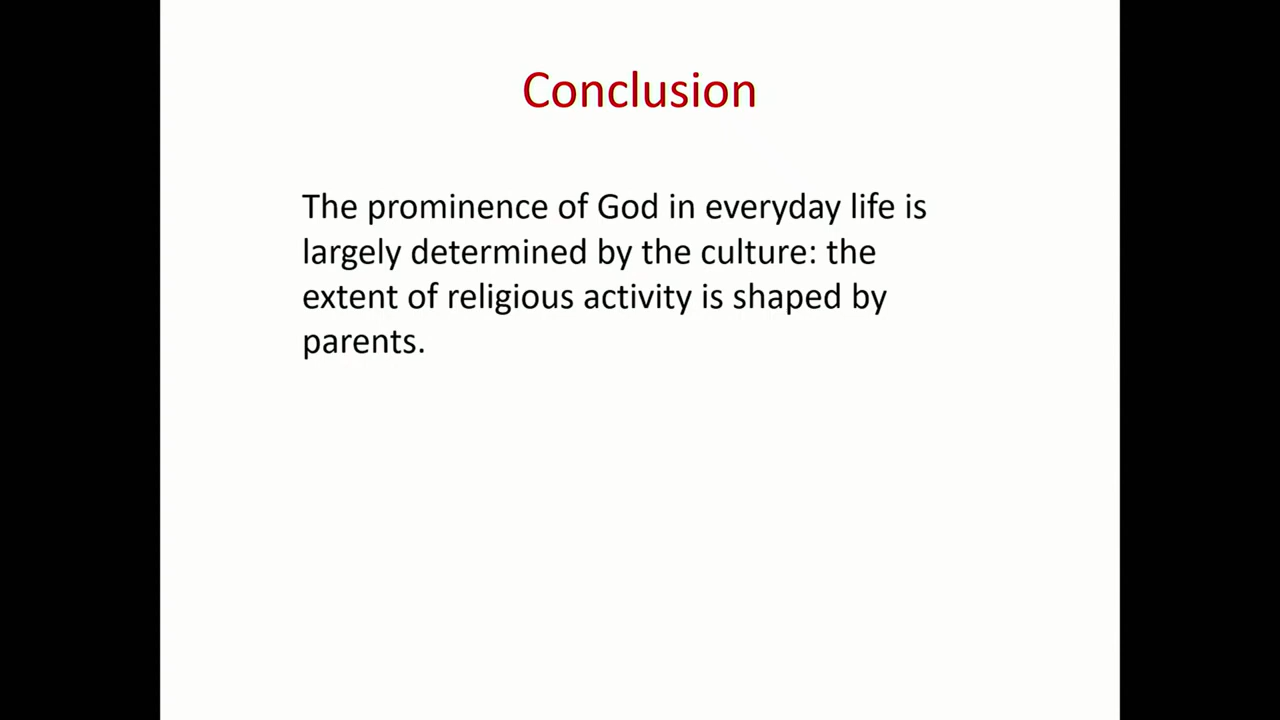 Conclusion
The prominence of God in everyday life is
largely determined by the culture: the
extent of religious activity is shaped by
parents.